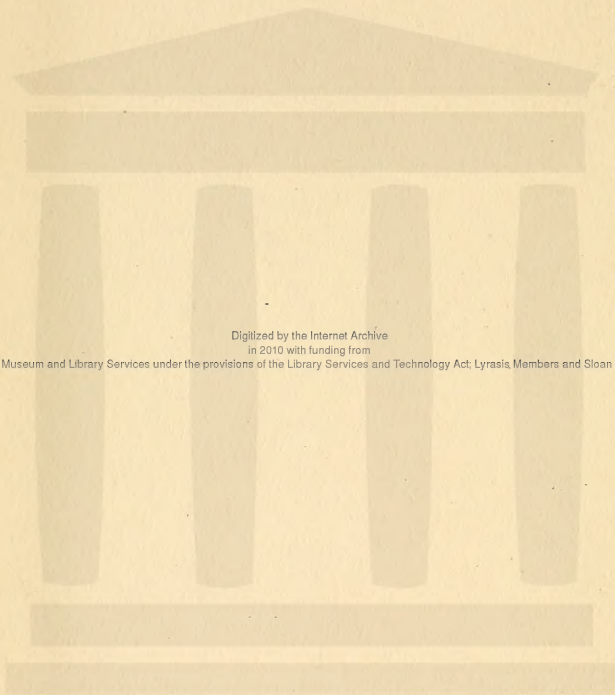 Digitized by the Internet Archive
in 2010 with funding from
Museum and Library Services under the provisions of the Library Services and Technology Act; Lyrasis Members and Sloan